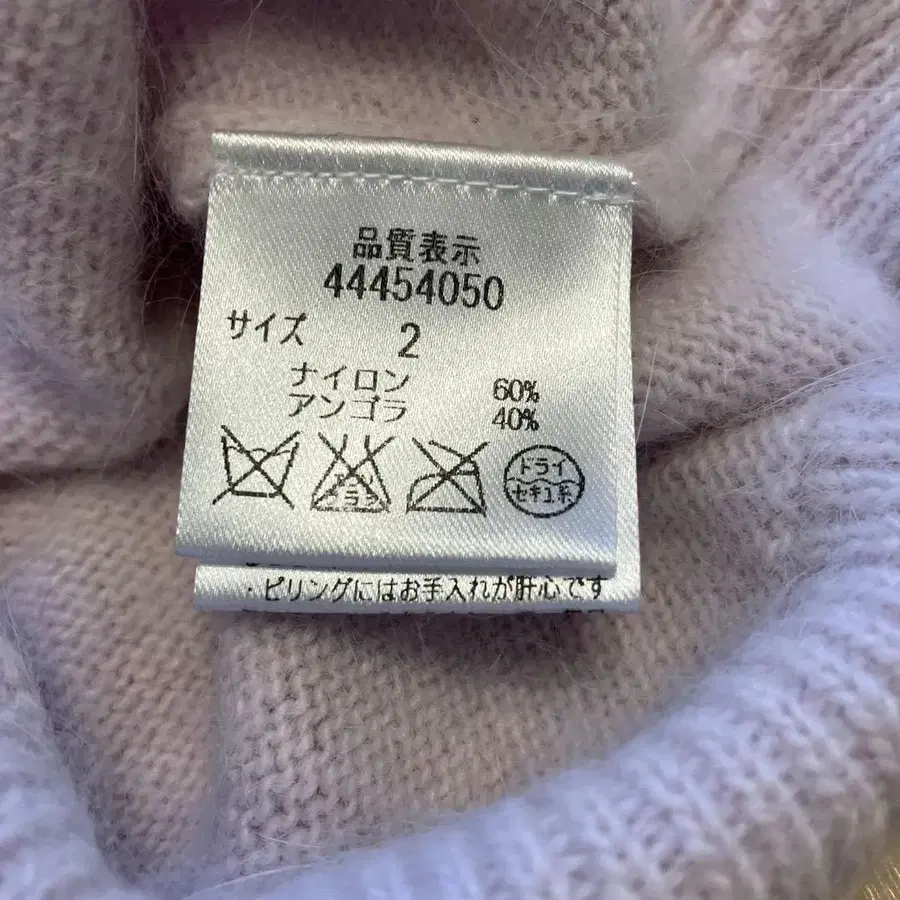 品質表示
44454050
サイズ 2
ナイロン 60%
アンゴラ 40%
ドライ
セキユ系
・ピリングにはお手入れが肝心です